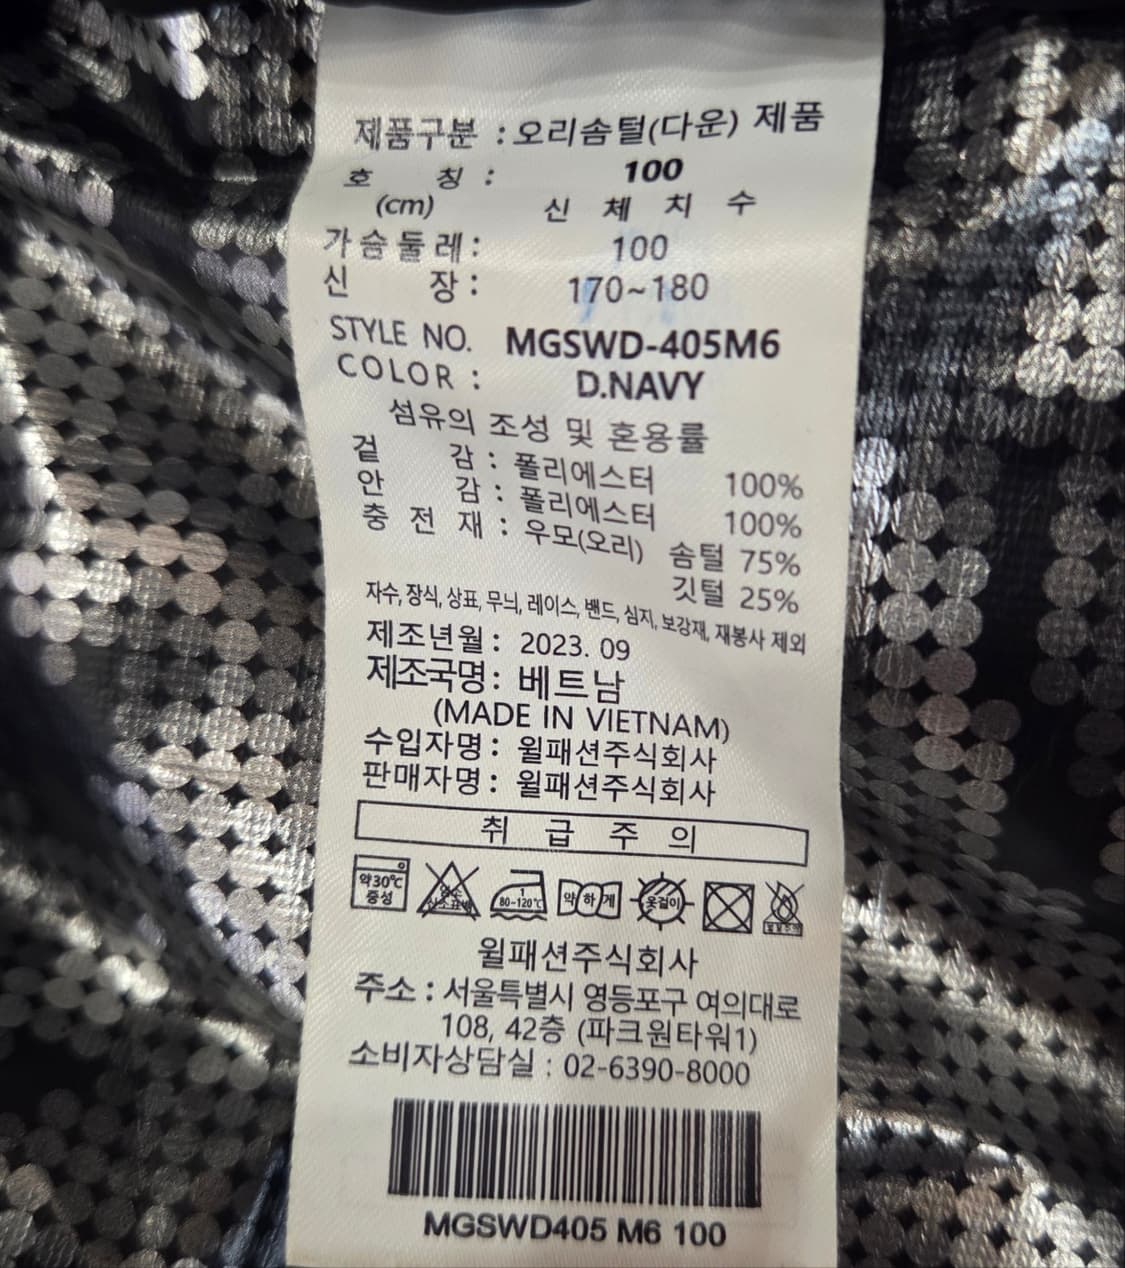 제품구분 : 오리솜털(다운) 제품
호 칭 : 100
(cm) 신 체 치 수
가슴둘레 : 100
신 장 : 170~180
STYLE NO. MGSWD-405M6
COLOR : D.NAVY
섬유의 조성 및 혼용률
겉 감 : 폴리에스터 100%
안 감 : 폴리에스터 100%
충 전 재 : 우모(오리) 솜털 75%
깃털 25%
자수, 장식, 상표, 무늬, 레이스, 밴드, 심지, 보강재, 재봉사 제외
제조년월 : 2023. 09
제조국명 : 베트남
(MADE IN VIETNAM)
수입자명 : 윌패션주식회사
판매자명 : 윌패션주식회사
취 급 주 의
약30℃ 중성
염소
산소표백
1
80~120℃
약하게
옷걸이
윌패션주식회사
주소 : 서울특별시 영등포구 여의대로
108, 42층 (파크원타워1)
소비자상담실 : 02-6390-8000
MGSWD405 M6 100